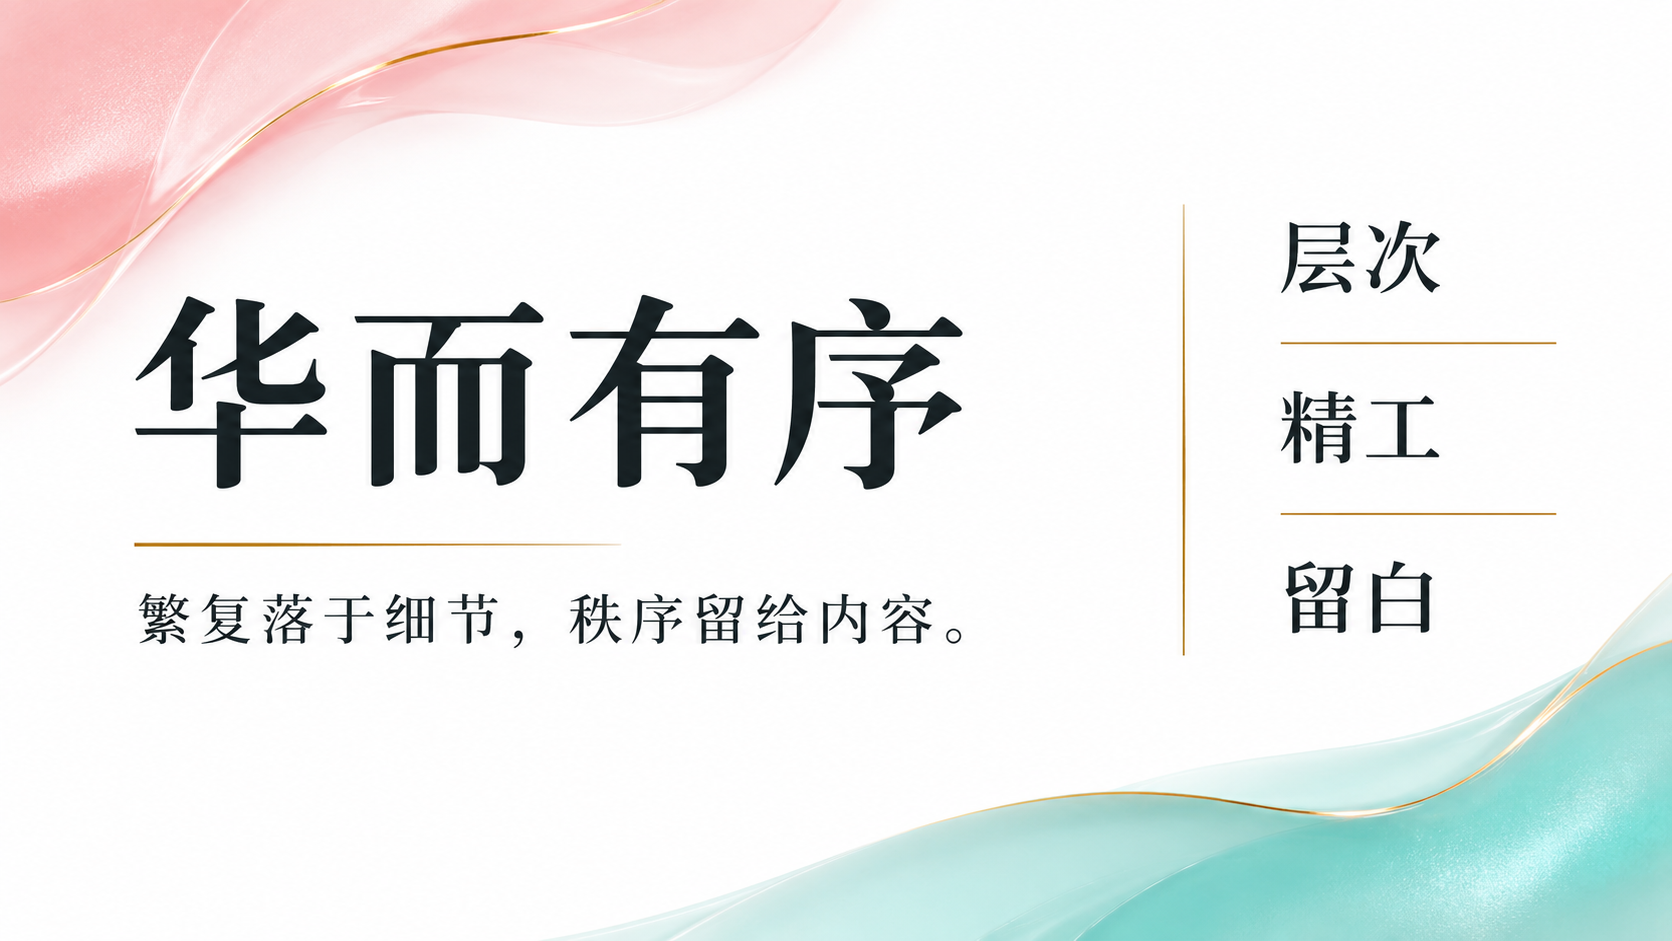 华而有序
繁复落于细节，秩序留给内容。
层次
精工
留白